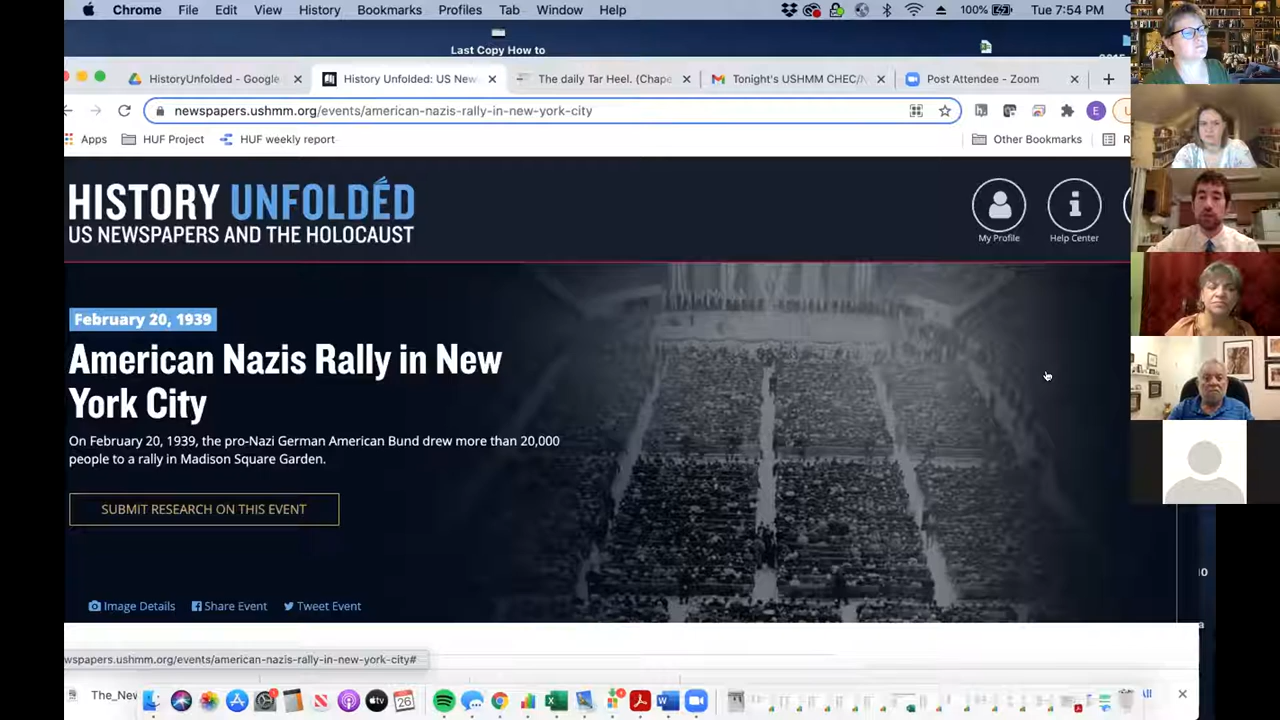 Chrome File Edit View History Bookmarks Profiles Tab Window Help 100% Tue 7:54 PM
Last Copy How to
HistoryUnfolded - Google
History Unfolded: US New
The daily Tar Heel. (Chape
Tonight's USHMM CHEC/
Post Attendee - Zoom
newspapers.ushmm.org/events/american-nazis-rally-in-new-york-city
E
Apps HUF Project HUF weekly report Other Bookmarks
HISTORY UNFOLDÉD
US NEWSPAPERS AND THE HOLOCAUST
My Profile Help Center
February 20, 1939
American Nazis Rally in New
York City
On February 20, 1939, the pro-Nazi German American Bund drew more than 20,000
people to a rally in Madison Square Garden.
SUBMIT RESEARCH ON THIS EVENT
Image Details Share Event Tweet Event
wspapers.ushmm.org/events/american-nazis-rally-in-new-york-city#
The_New
26